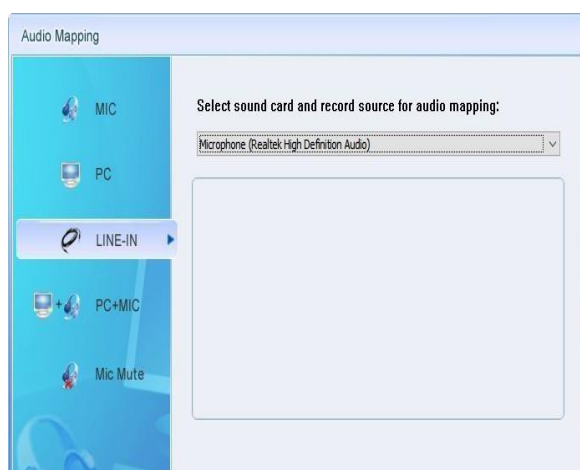 Audio Mapping
MIC
Select sound card and record source for audio mapping:
Microphone (Realtek High Definition Audio)
PC
LINE-IN
PC+MIC
Mic Mute